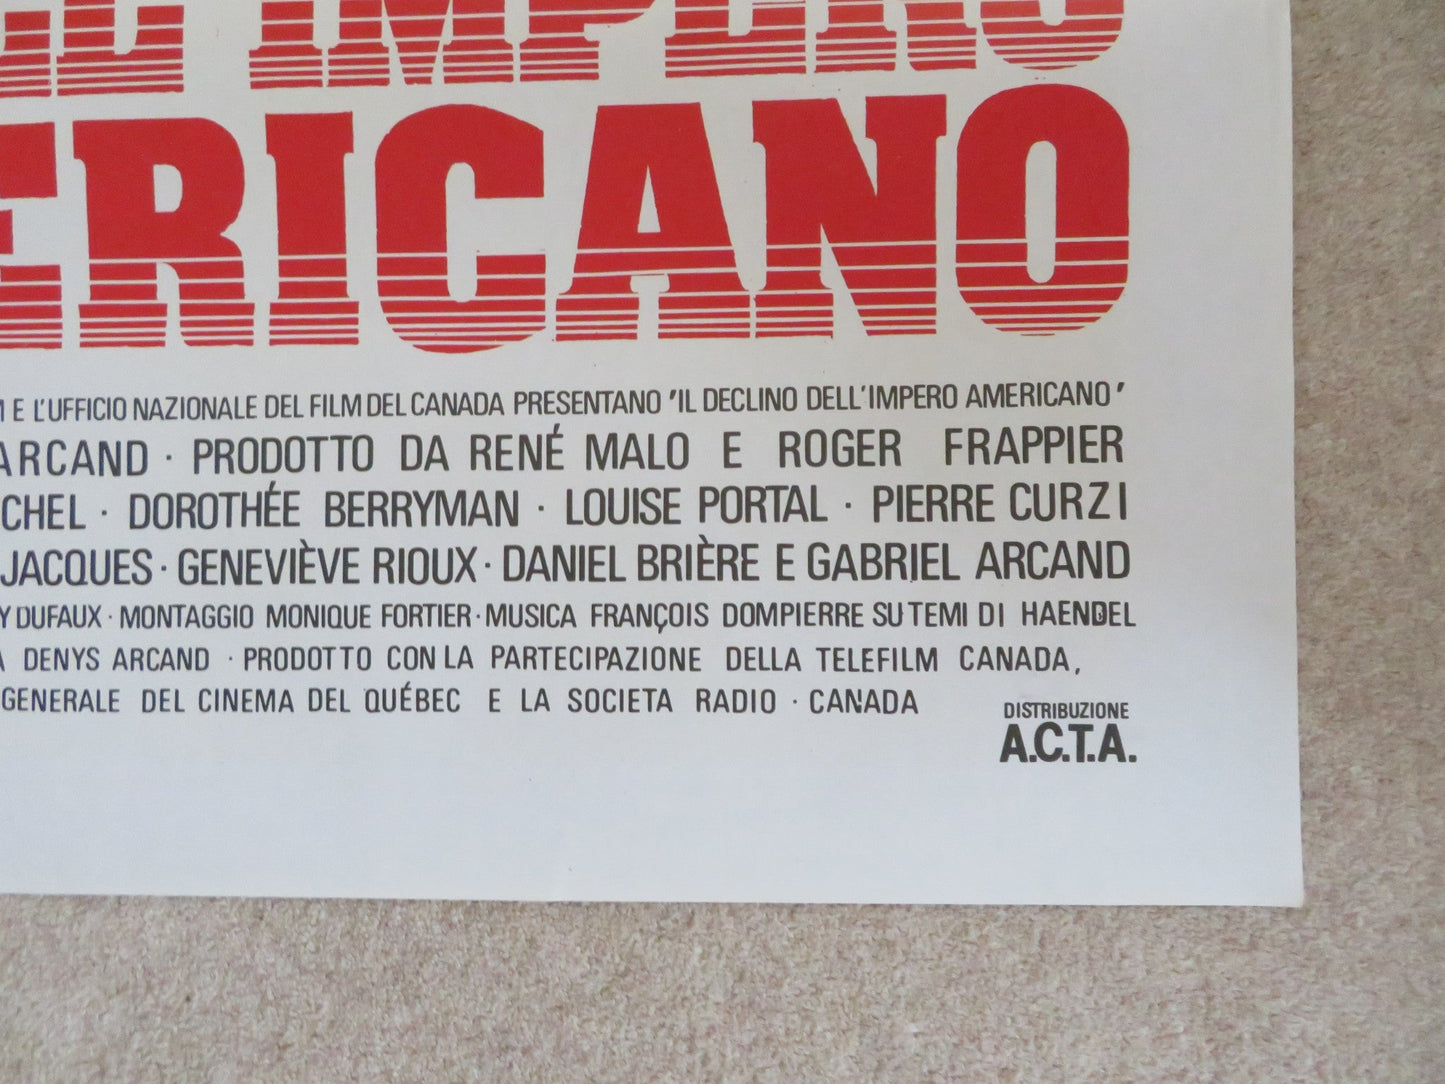 IMPERO
ERICANO
E L'UFFICIO NAZIONALE DEL FILM DEL CANADA PRESENTANO "IL DECLINO DELL'IMPERO AMERICANO"
ARCAND · PRODOTTO DA RENÉ MALO E ROGER FRAPPIER
CHEL · DOROTHÉE BERRYMAN · LOUISE PORTAL · PIERRE CURZI
JACQUES · GENEVIÈVE RIOUX · DANIEL BRIÈRE E GABRIEL ARCAND
Y DUFAUX · MONTAGGIO MONIQUE FORTIER · MUSICA FRANÇOIS DOMPIERRE SU TEMI DI HAENDEL
A DENYS ARCAND · PRODOTTO CON LA PARTECIPAZIONE DELLA TELEFILM CANADA,
GENERALE DEL CINEMA DEL QUÉBEC E LA SOCIETA RADIO · CANADA
DISTRIBUZIONE
A.C.T.A.